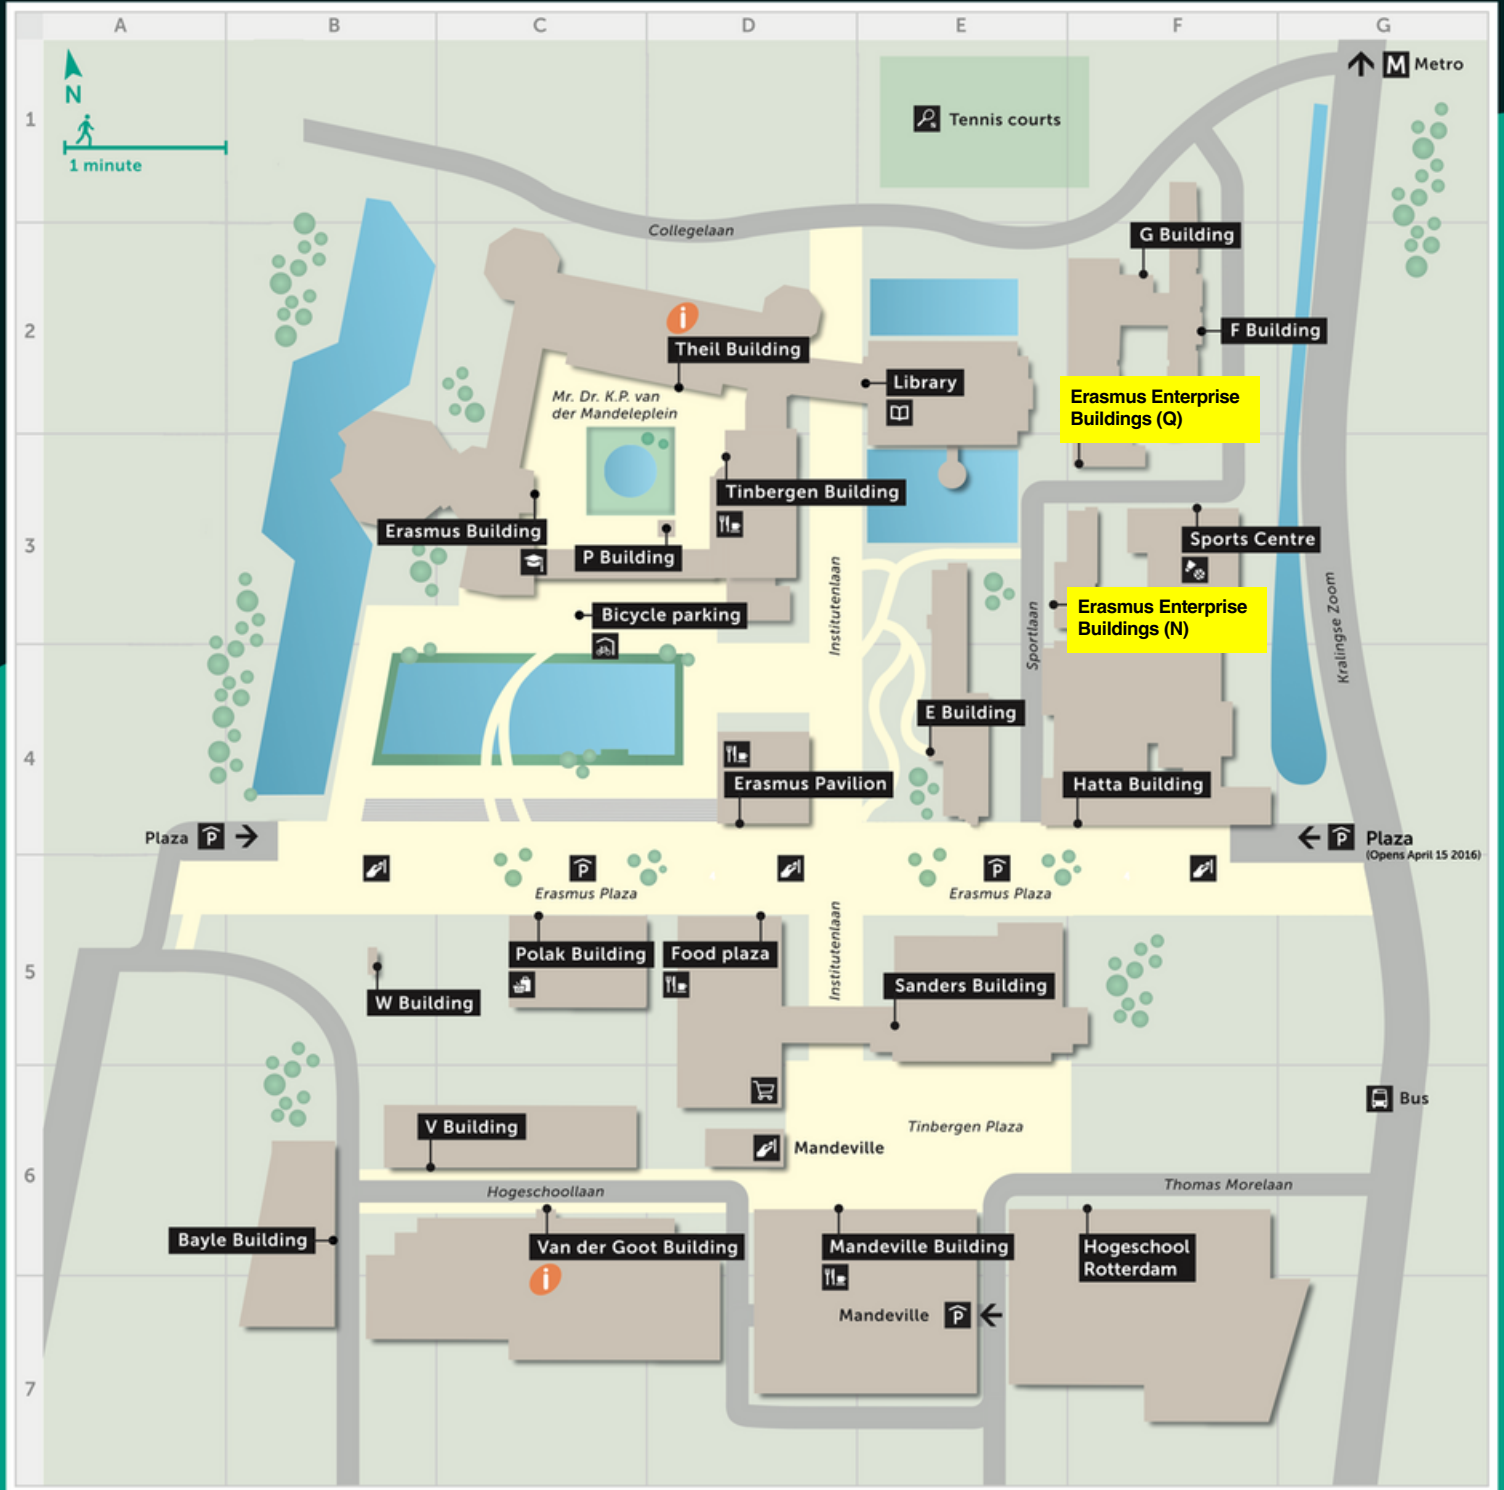 A B C D E F G
N
1 minute
1
2
3
4
5
6
7
M Metro
Tennis courts
Collegelaan
G Building
i
F Building
Theil Building
Library
Mr. Dr. K.P. van
der Mandeleplein
Erasmus Enterprise
Buildings (Q)
Tinbergen Building
Erasmus Building
P Building
Sports Centre
Institutenlaan
Sportlaan
Kralingse Zoom
Bicycle parking
Erasmus Enterprise
Buildings (N)
E Building
Erasmus Pavilion
Hatta Building
Plaza P
P Plaza
(Opens April 15 2016)
P
P
Erasmus Plaza
Erasmus Plaza
Institutenlaan
Polak Building
Food plaza
Sanders Building
W Building
Bus
V Building
Tinbergen Plaza
Mandeville
Hogeschoollaan
Thomas Morelaan
Bayle Building
Van der Goot Building
i
Mandeville Building
Hogeschool
Rotterdam
Mandeville P